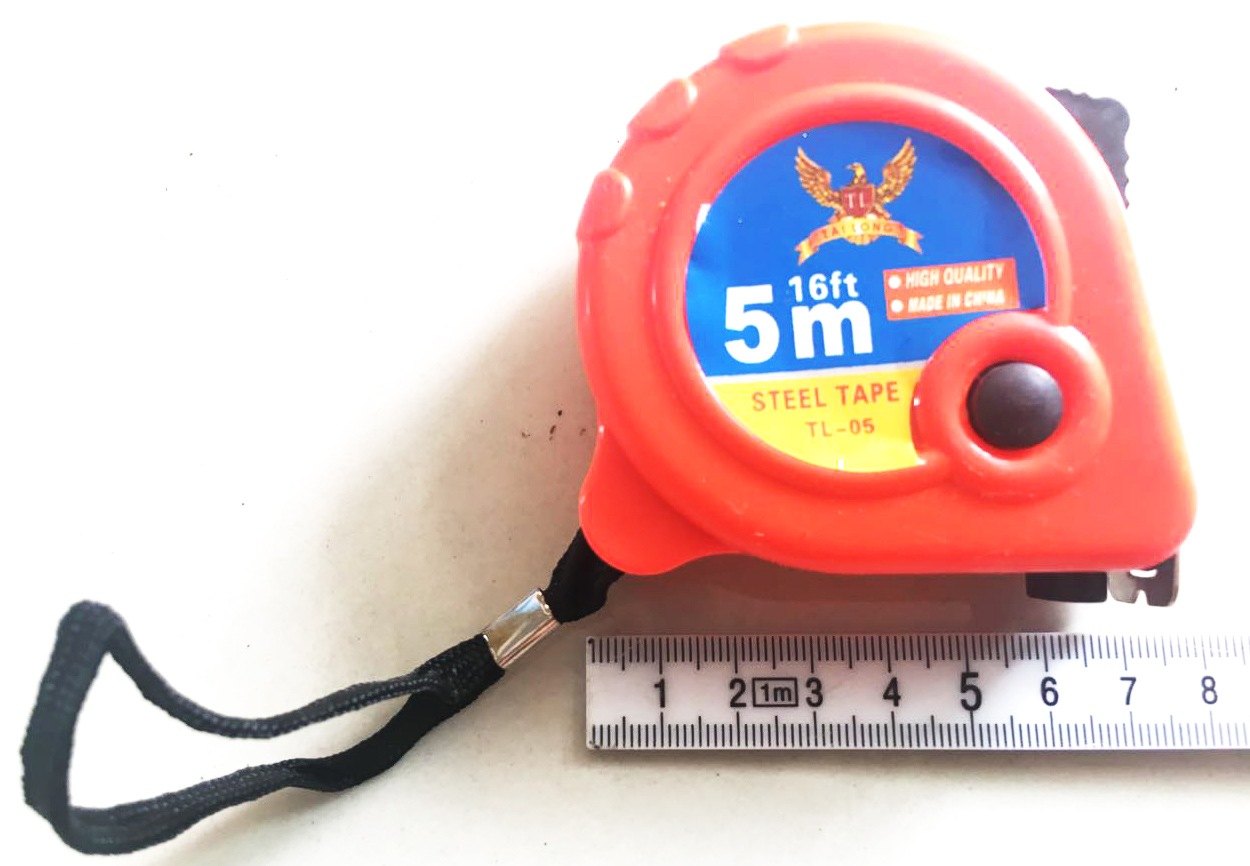 TL
TAI LONG
5m
16ft
HIGH QUALITY
MADE IN CHINA
STEEL TAPE
TL-05
1 2 1m 3 4 5 6 7 8